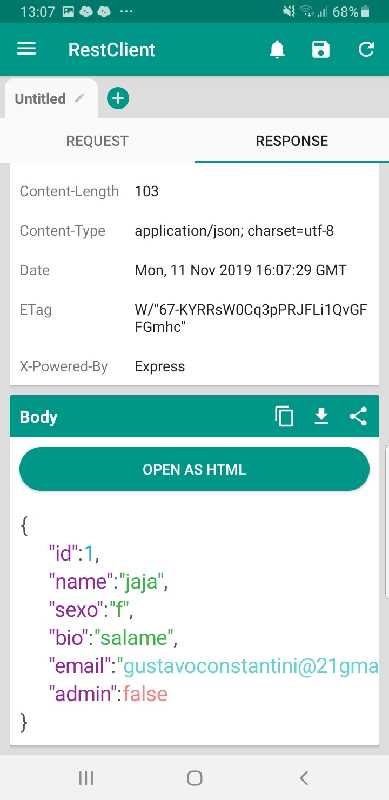 13:07 ... 68%
RestClient
Untitled
REQUEST RESPONSE
Content-Length 103
Content-Type application/json; charset=utf-8
Date Mon, 11 Nov 2019 16:07:29 GMT
ETag W/"67-KYRRsW0Cq3pPRJFLi1QvGF
FGmhc"
X-Powered-By Express
Body
OPEN AS HTML
{
"id":1,
"name":"jaja",
"sexo":"f",
"bio":"salame",
"email":"gustavoconstantini@21gma
"admin":false
}